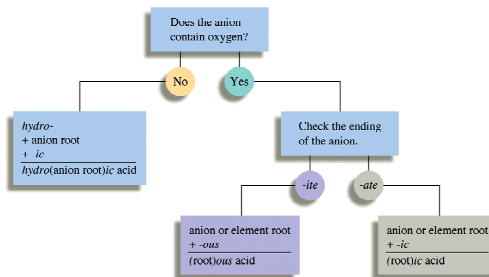 Does the anion
contain oxygen?
No
Yes
hydro-
+ anion root
+ -ic
hydro(anion root)ic acid
Check the ending
of the anion.
-ite
-ate
anion or element root
+ -ous
(root)ous acid
anion or element root
+ -ic
(root)ic acid